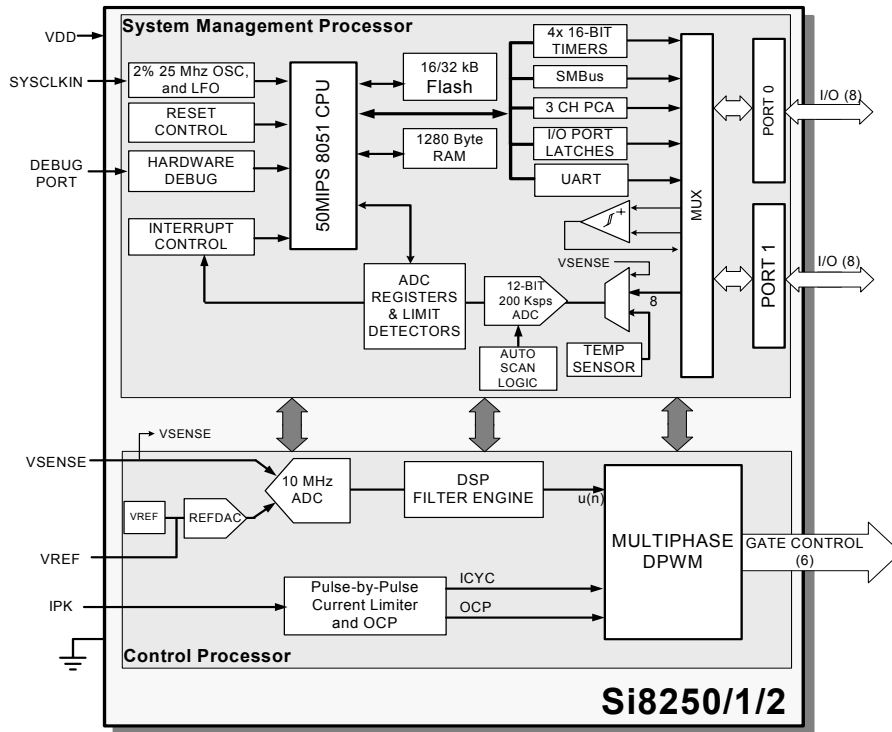 System Management Processor
VDD
SYSCLKIN
DEBUG
PORT
2% 25 Mhz OSC,
and LFO
RESET
CONTROL
HARDWARE
DEBUG
INTERRUPT
CONTROL
50MIPS 8051 CPU
16/32 kB
Flash
1280 Byte
RAM
4x 16-BIT
TIMERS
SMBus
3 CH PCA
I/O PORT
LATCHES
UART
MUX
PORT 0
I/O (8)
PORT 1
I/O (8)
+
VSENSE
8
ADC
REGISTERS
& LIMIT
DETECTORS
12-BIT
200 Ksps
ADC
AUTO
SCAN
LOGIC
TEMP
SENSOR
VSENSE
VSENSE
VREF
REFDAC
VREF
10 MHz
ADC
DSP
FILTER ENGINE
u(n)
MULTIPHASE
DPWM
GATE CONTROL
(6)
IPK
Pulse-by-Pulse
Current Limiter
and OCP
ICYC
OCP
Control Processor
Si8250/1/2